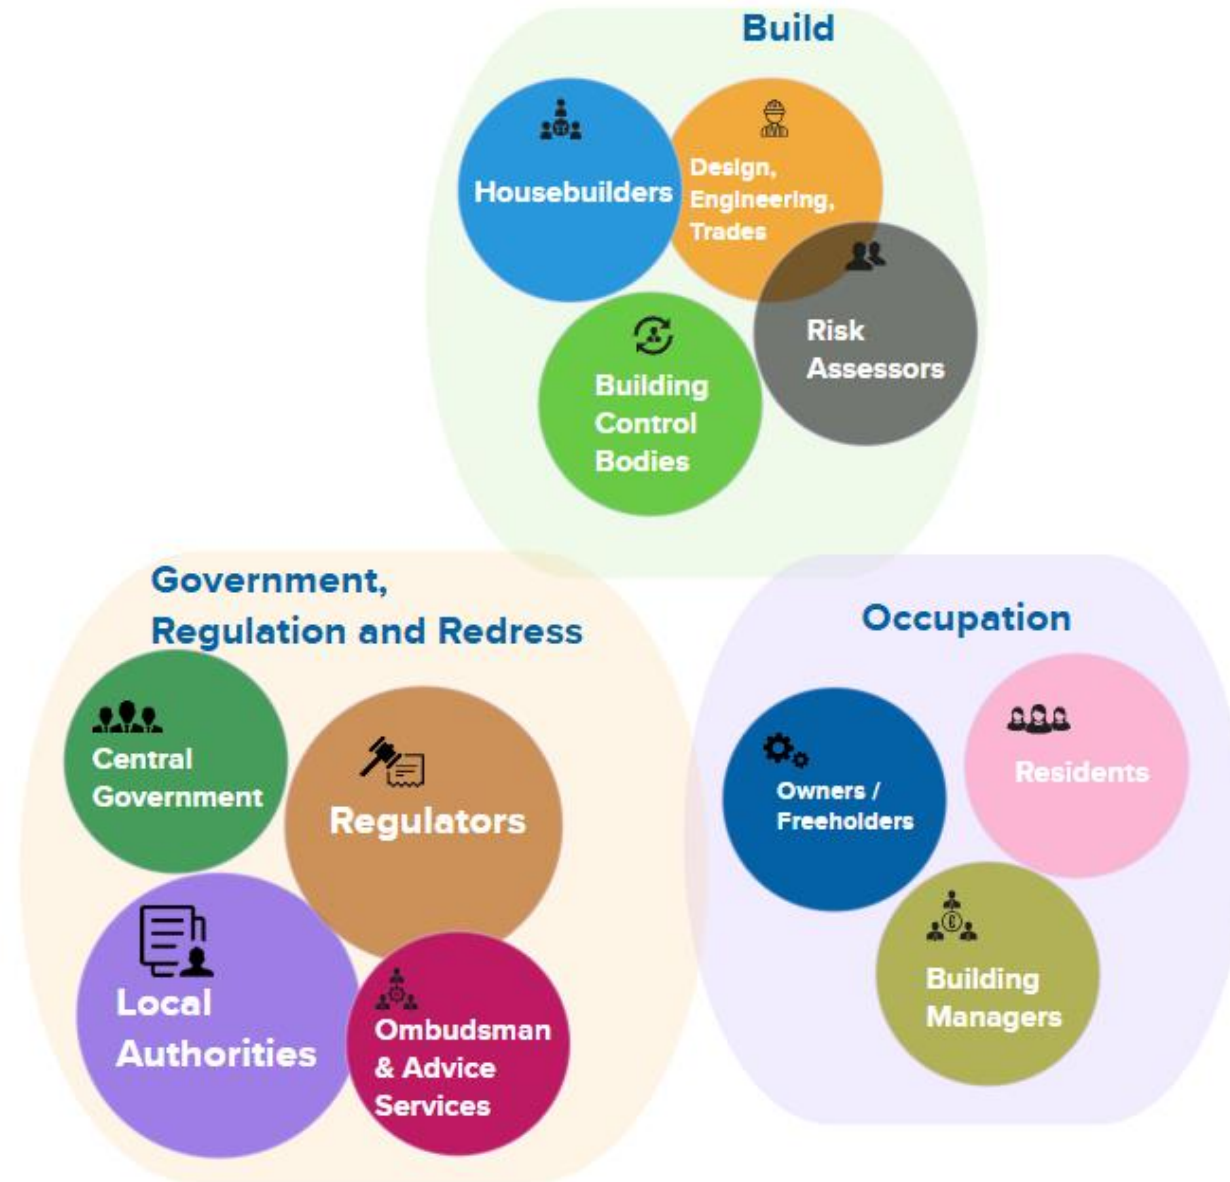 Build
Housebuilders
Design,
Engineering,
Trades
Risk
Assessors
Building
Control
Bodies
Government,
Regulation and Redress
Central
Government
Regulators
Local
Authorities
Ombudsman
& Advice
Services
Occupation
Owners /
Freeholders
Residents
Building
Managers